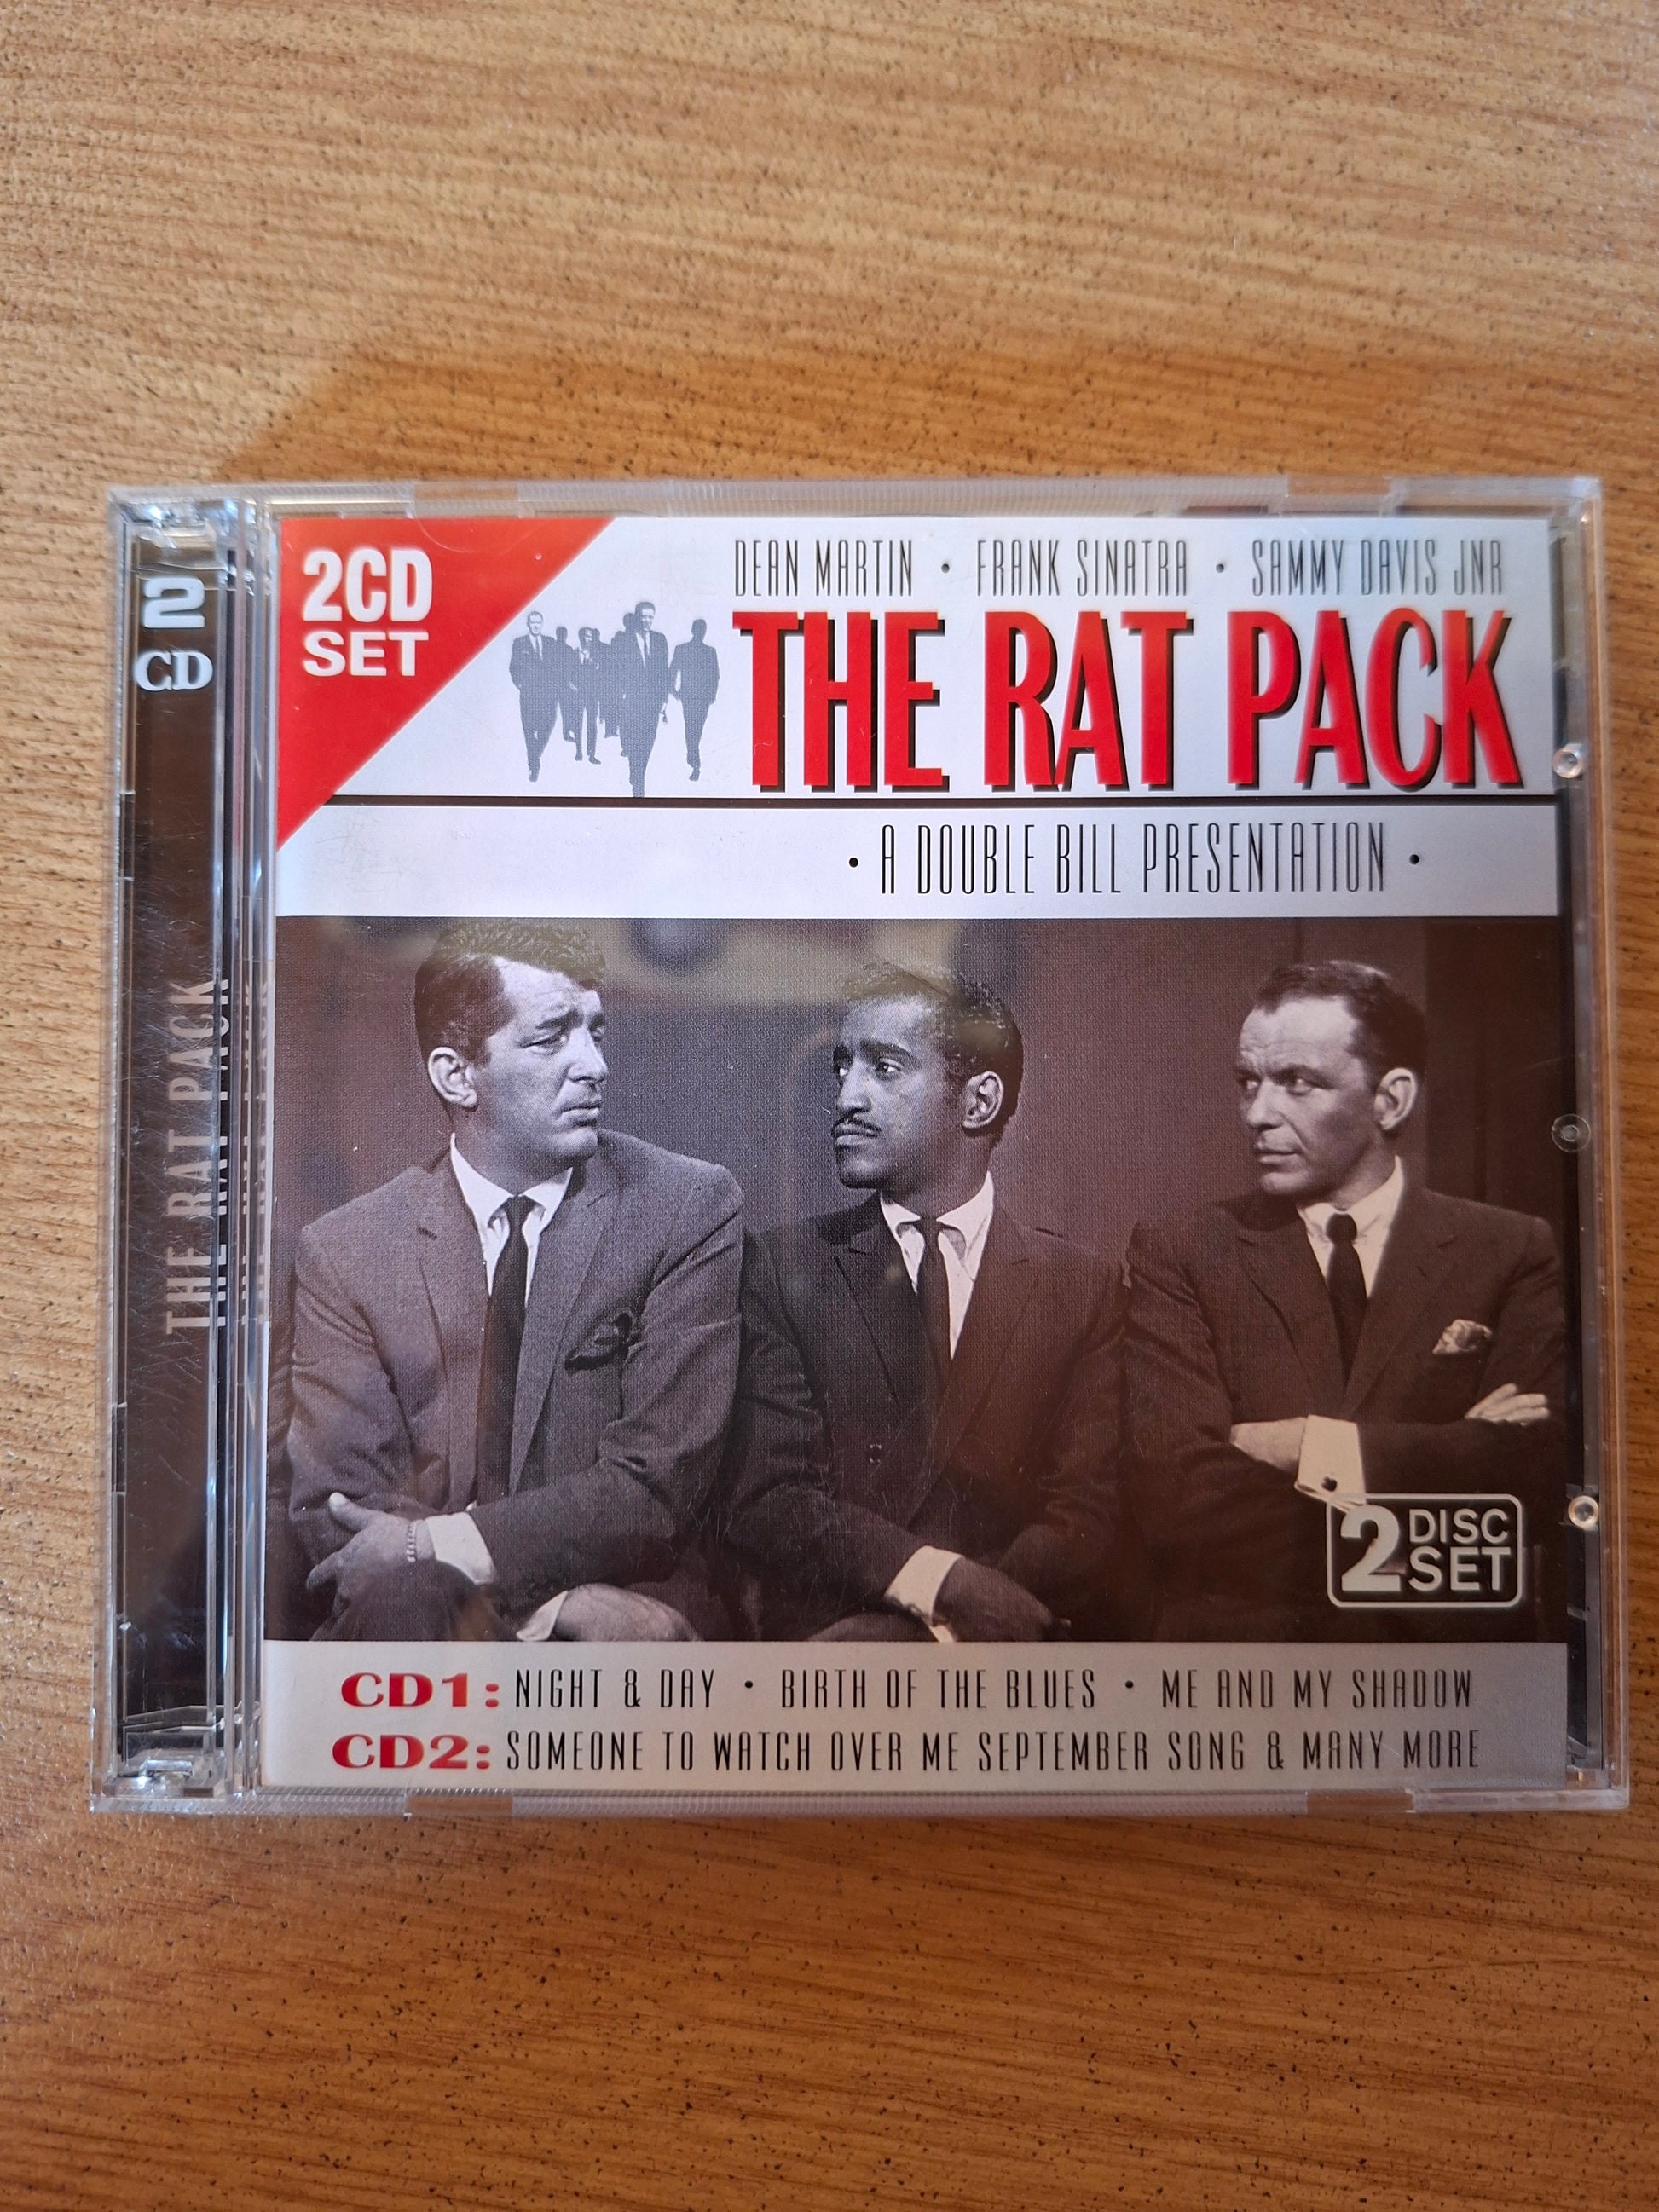 2CD
SET
DEAN MARTIN • FRANK SINATRA • SAMMY DAVIS JNR
THE RAT PACK
• A DOUBLE BILL PRESENTATION •
2
CD
THE RAT PACK
2 DISC
SET
CD1: NIGHT & DAY • BIRTH OF THE BLUES • ME AND MY SHADOW
CD2: SOMEONE TO WATCH OVER ME SEPTEMBER SONG & MANY MORE